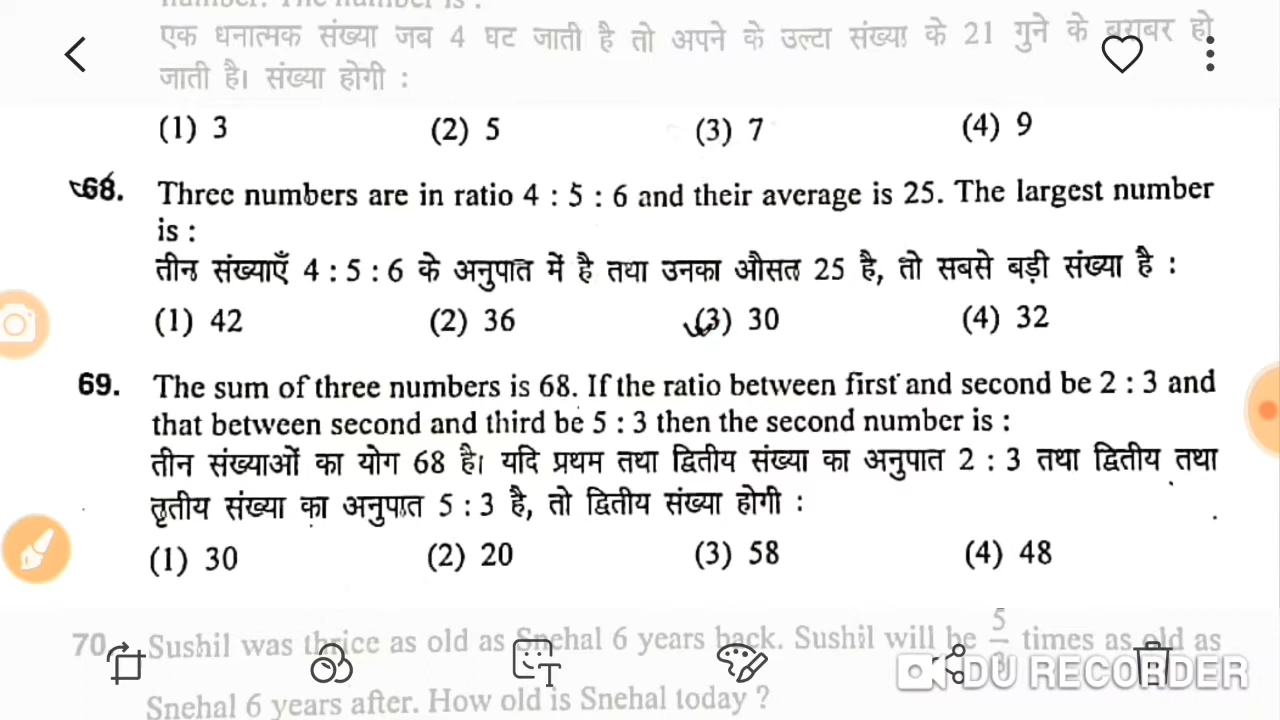 एक धनात्मक संख्या जब 4 घट जाती है तो अपने के उल्टा संख्या के 21 गुने के बराबर हो
जाती है। संख्या होगी :
(1) 3 (2) 5 (3) 7 (4) 9
68. Three numbers are in ratio 4 : 5 : 6 and their average is 25. The largest number
is :
तीन संख्याएँ 4 : 5 : 6 के अनुपात में है तथा उनका औसत 25 है, तो सबसे बड़ी संख्या है :
(1) 42 (2) 36 (3) 30 (4) 32
69. The sum of three numbers is 68. If the ratio between first and second be 2 : 3 and
that between second and third be 5 : 3 then the second number is :
तीन संख्याओं का योग 68 है। यदि प्रथम तथा द्वितीय संख्या का अनुपात 2 : 3 तथा द्वितीय तथा
तृतीय संख्या का अनुपात 5 : 3 है, तो द्वितीय संख्या होगी :
(1) 30 (2) 20 (3) 58 (4) 48
70. Sushil was thrice as old as Snehal 6 years back. Sushil will be 5/3 times as old as
Snehal 6 years after. How old is Snehal today ?
T
DU RECORDER